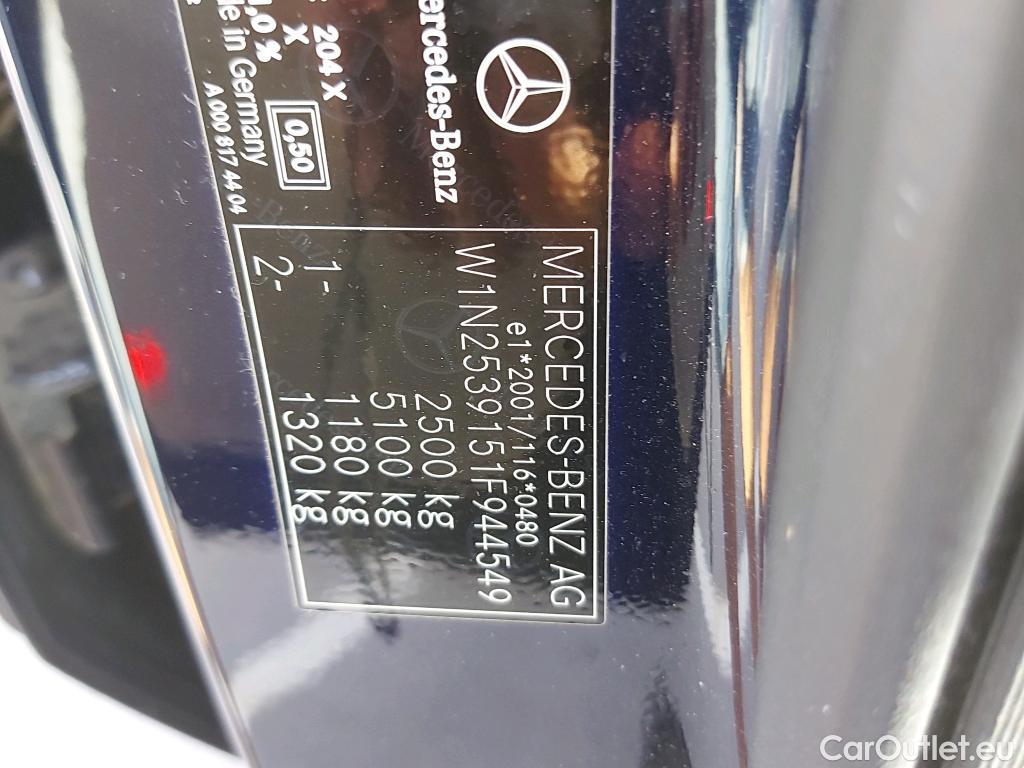 MERCEDES-BENZ AG
e1*2001/116*0480
W1N2539151F944549
2500 kg
5100 kg
1- 1180 kg
2- 1320 kg
Mercedes-Benz
204 X
X
0,50
in Germany
A 000 817 44 04
CarOutlet.eu